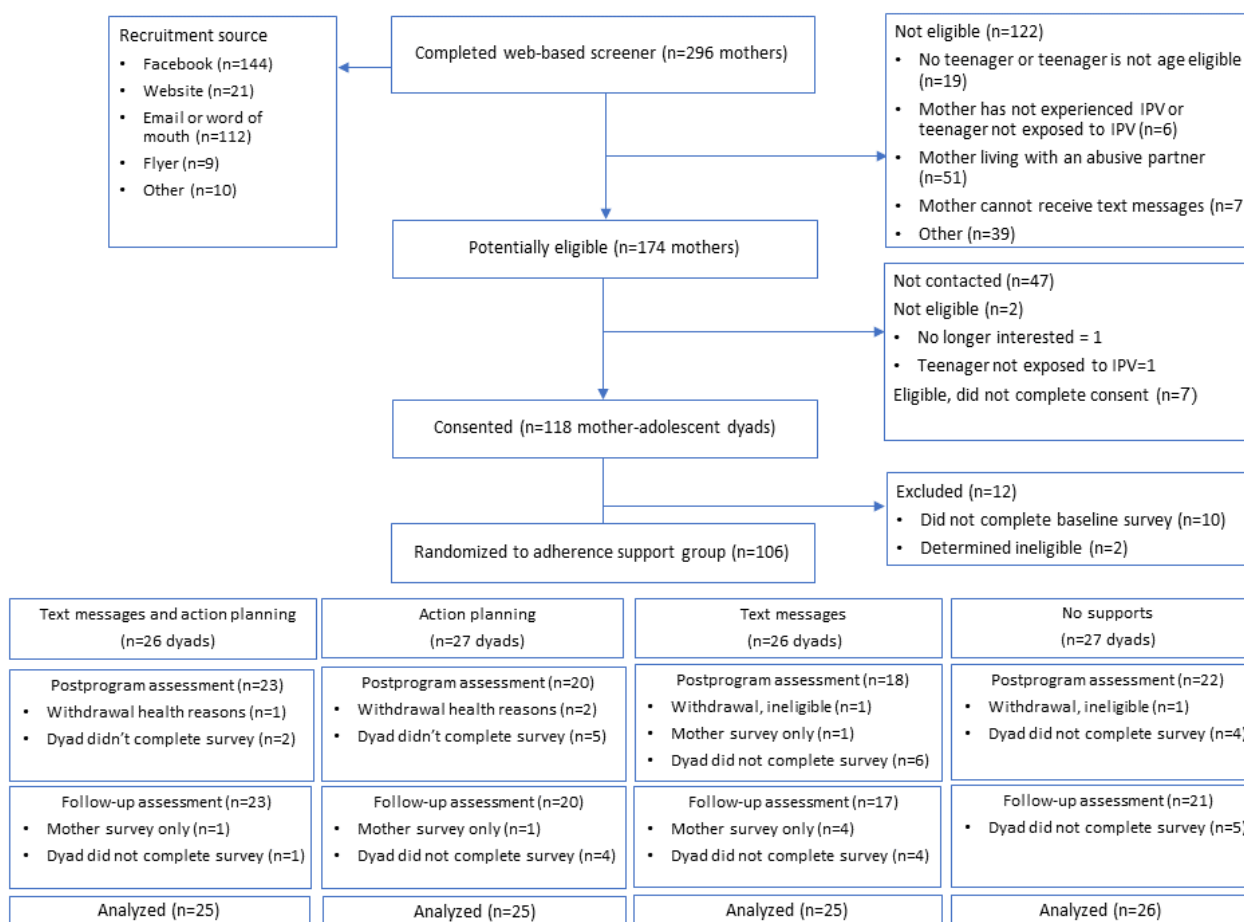 Recruitment source
• Facebook (n=144)
• Website (n=21)
• Email or word of
mouth (n=112)
• Flyer (n=9)
• Other (n=10)
Completed web-based screener (n=296 mothers)
Not eligible (n=122)
• No teenager or teenager is not age eligible
(n=19)
• Mother has not experienced IPV or
teenager not exposed to IPV (n=6)
• Mother living with an abusive partner
(n=51)
• Mother cannot receive text messages (n=7
• Other (n=39)
Potentially eligible (n=174 mothers)
Not contacted (n=47)
Not eligible (n=2)
• No longer interested = 1
• Teenager not exposed to IPV=1
Eligible, did not complete consent (n=7)
Consented (n=118 mother-adolescent dyads)
Excluded (n=12)
• Did not complete baseline survey (n=10)
• Determined ineligible (n=2)
Randomized to adherence support group (n=106)
Text messages and action planning
(n=26 dyads)
Postprogram assessment (n=23)
• Withdrawal health reasons (n=1)
• Dyad didn't complete survey (n=2)
Follow-up assessment (n=23)
• Mother survey only (n=1)
• Dyad did not complete survey (n=1)
Analyzed (n=25)
Action planning
(n=27 dyads)
Postprogram assessment (n=20)
• Withdrawal health reasons (n=2)
• Dyad didn't complete survey (n=5)
Follow-up assessment (n=20)
• Mother survey only (n=1)
• Dyad did not complete survey (n=4)
Analyzed (n=25)
Text messages
(n=26 dyads)
Postprogram assessment (n=18)
• Withdrawal, ineligible (n=1)
• Mother survey only (n=1)
• Dyad did not complete survey (n=6)
Follow-up assessment (n=17)
• Mother survey only (n=4)
• Dyad did not complete survey (n=4)
Analyzed (n=25)
No supports
(n=27 dyads)
Postprogram assessment (n=22)
• Withdrawal, ineligible (n=1)
• Dyad did not complete survey (n=4)
Follow-up assessment (n=21)
• Dyad did not complete survey (n=5)
Analyzed (n=26)